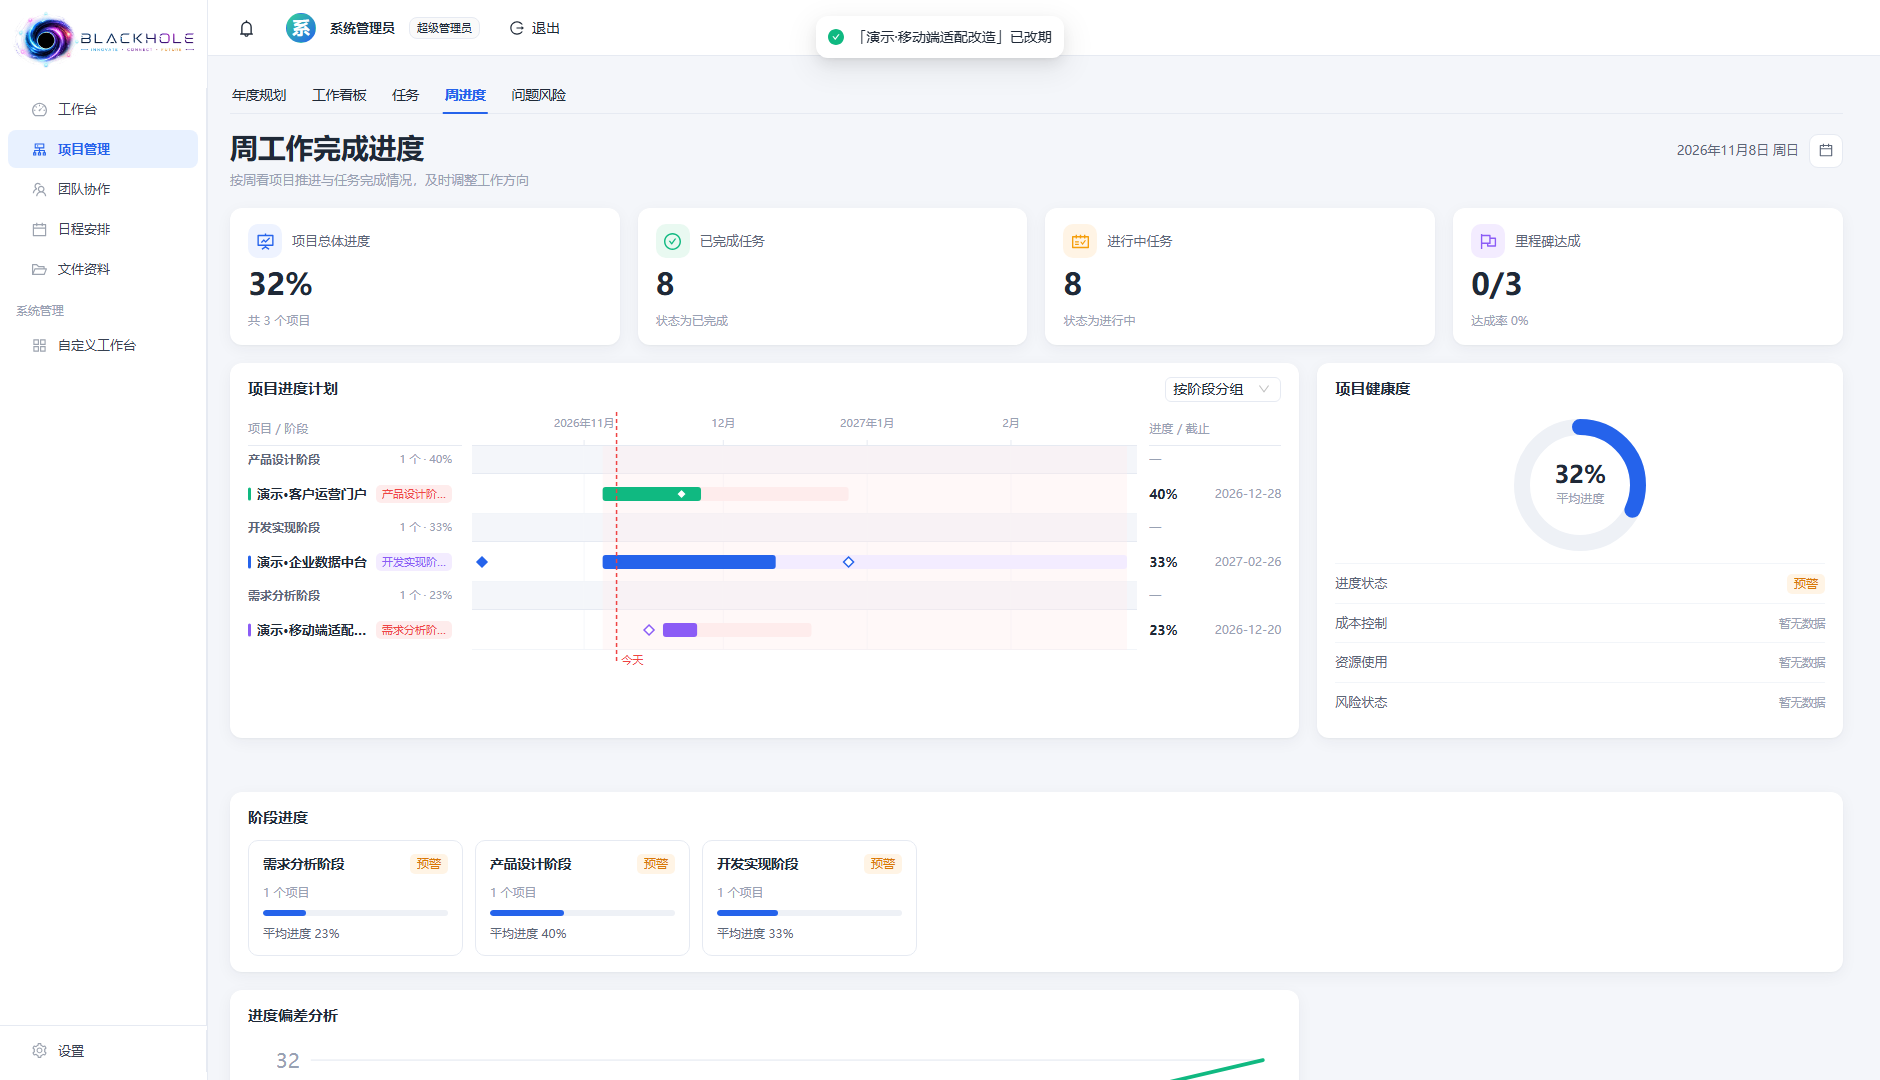 BLACKHOLE
INNOVATE • CONNECT • FUTURE
系
系统管理员
超级管理员
退出
「演示·移动端适配改造」已改期
工作台
项目管理
团队协作
日程安排
文件资料
系统管理
自定义工作台
设置
年度规划
工作看板
任务
周进度
问题风险
周工作完成进度
按周看项目推进与任务完成情况，及时调整工作方向
2026年11月8日 周日
项目总体进度
32%
共 3 个项目
已完成任务
8
状态为已完成
进行中任务
8
状态为进行中
里程碑达成
0/3
达成率 0%
项目进度计划
按阶段分组
项目 / 阶段
2026年11月
12月
2027年1月
2月
进度 / 截止
产品设计阶段
1 个 · 40%
—
演示·客户运营门户
产品设计阶...
40%
2026-12-28
开发实现阶段
1 个 · 33%
—
演示·企业数据中台
开发实现阶...
33%
2027-02-26
需求分析阶段
1 个 · 23%
—
演示·移动端适配...
需求分析阶...
23%
2026-12-20
今天
项目健康度
32%
平均进度
进度状态
预警
成本控制
暂无数据
资源使用
暂无数据
风险状态
暂无数据
阶段进度
需求分析阶段
预警
1 个项目
平均进度 23%
产品设计阶段
预警
1 个项目
平均进度 40%
开发实现阶段
预警
1 个项目
平均进度 33%
进度偏差分析
32